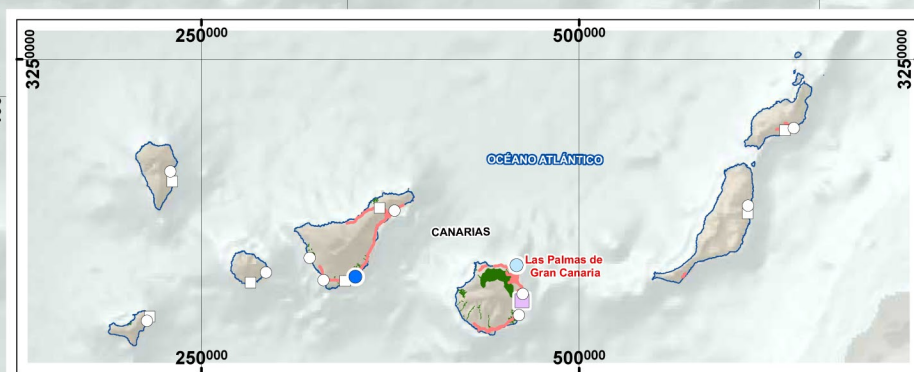 250000
500000
3250000
3250000
OCÉANO ATLÁNTICO
CANARIAS
Las Palmas de
Gran Canaria
250000
500000